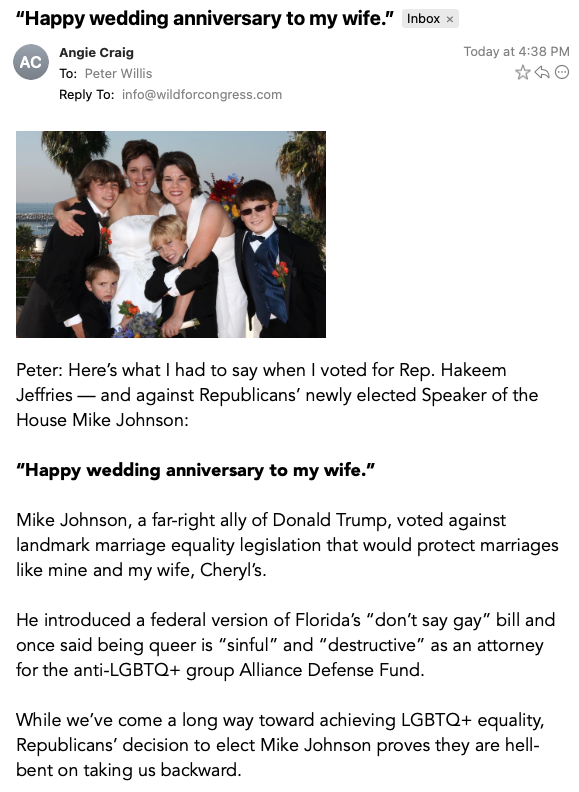 “Happy wedding anniversary to my wife.” Inbox ×
AC
Angie Craig
Today at 4:38 PM
To: Peter Willis
Reply To: info@wildforcongress.com
Peter: Here’s what I had to say when I voted for Rep. Hakeem
Jeffries — and against Republicans’ newly elected Speaker of the
House Mike Johnson:
“Happy wedding anniversary to my wife.”
Mike Johnson, a far-right ally of Donald Trump, voted against
landmark marriage equality legislation that would protect marriages
like mine and my wife, Cheryl’s.
He introduced a federal version of Florida’s “don’t say gay” bill and
once said being queer is “sinful” and “destructive” as an attorney
for the anti-LGBTQ+ group Alliance Defense Fund.
While we’ve come a long way toward achieving LGBTQ+ equality,
Republicans’ decision to elect Mike Johnson proves they are hell-
bent on taking us backward.